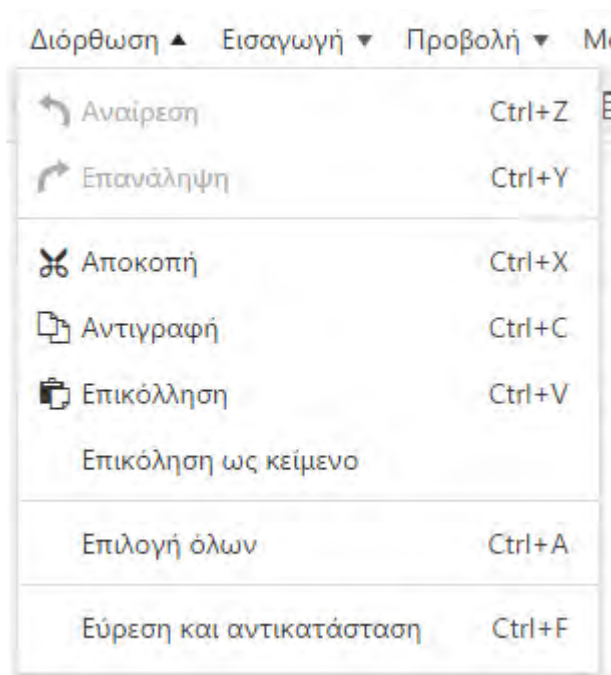 Διόρθωση ▲ Εισαγωγή ▼ Προβολή ▼
Αναίρεση Ctrl+Z
Επανάληψη Ctrl+Y
Αποκοπή Ctrl+X
Αντιγραφή Ctrl+C
Επικόλληση Ctrl+V
Επικόληση ως κείμενο
Επιλογή όλων Ctrl+A
Εύρεση και αντικατάσταση Ctrl+F